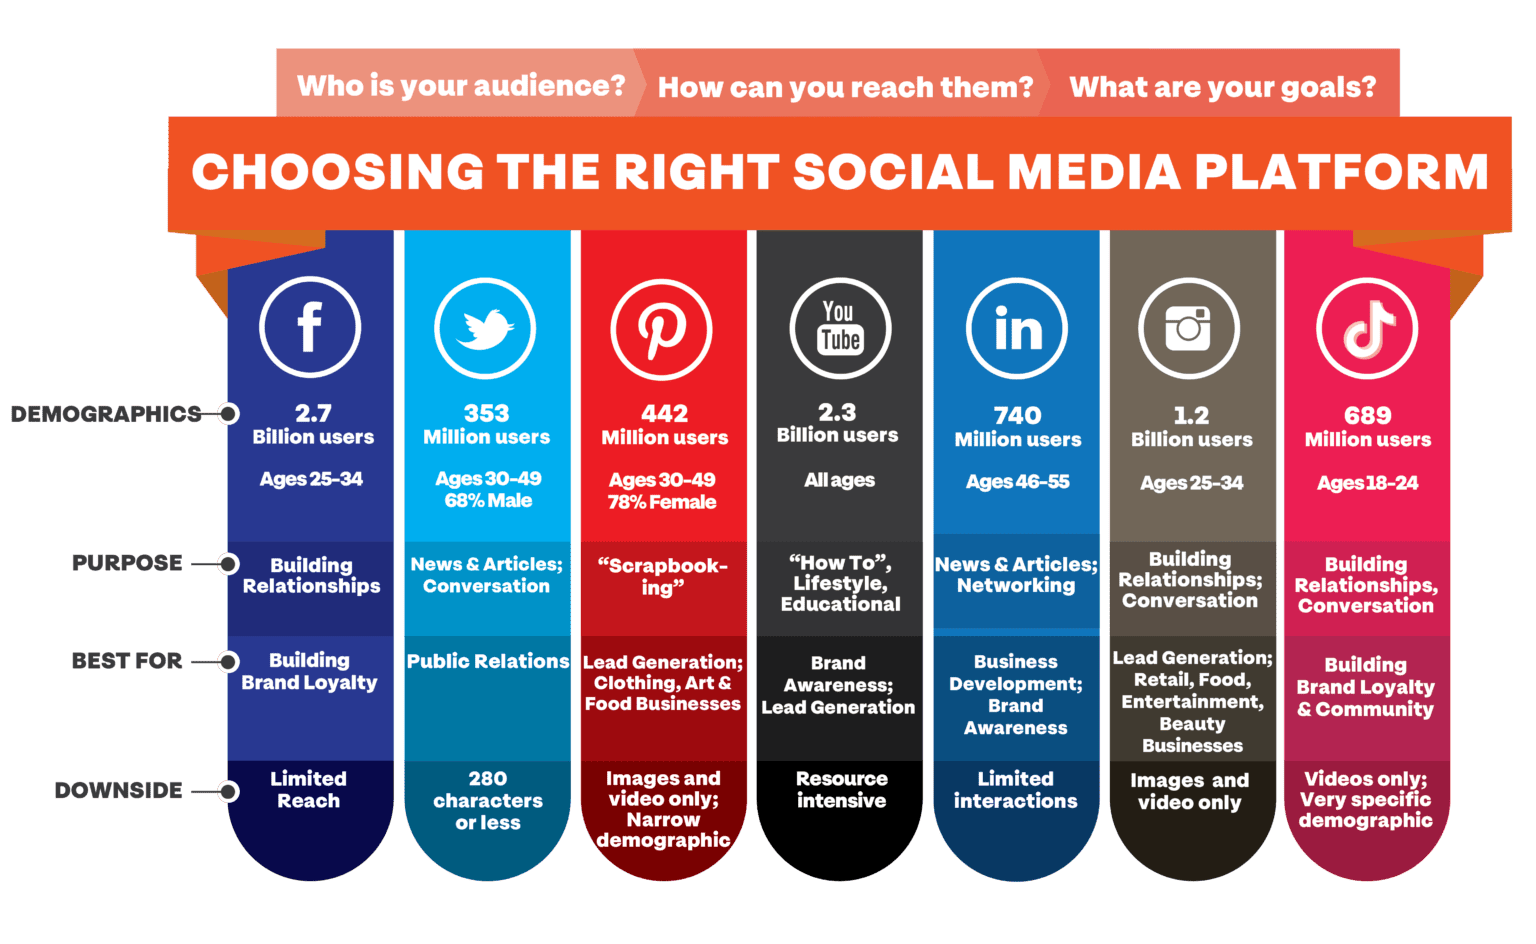 Who is your audience?
How can you reach them?
What are your goals?
CHOOSING THE RIGHT SOCIAL MEDIA PLATFORM
f
You
Tube
in
DEMOGRAPHICS
2.7
Billion users
Ages 25-34
353
Million users
Ages 30-49
68% Male
442
Million users
Ages 30-49
78% Female
2.3
Billion users
All ages
740
Million users
Ages 46-55
1.2
Billion users
Ages 25-34
689
Million users
Ages 18-24
PURPOSE
Building
Relationships
News & Articles;
Conversation
“Scrapbook-
ing”
“How To”,
Lifestyle,
Educational
News & Articles;
Networking
Building
Relationships;
Conversation
Building
Relationships,
Conversation
BEST FOR
Building
Brand Loyalty
Public Relations
Lead Generation;
Clothing, Art &
Food Businesses
Brand
Awareness;
Lead Generation
Business
Development;
Brand
Awareness
Lead Generation;
Retail, Food,
Entertainment,
Beauty
Businesses
Building
Brand Loyalty
& Community
DOWNSIDE
Limited
Reach
280
characters
or less
Images and
video only;
Narrow
demographic
Resource
intensive
Limited
interactions
Images and
video only
Videos only;
Very specific
demographic